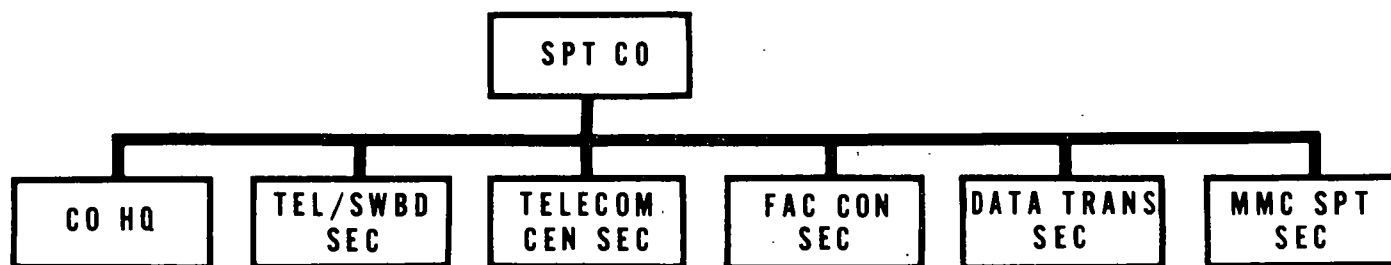 SPT CO
CO HQ
TEL/SWBD
SEC
TELECOM
CEN SEC
FAC CON
SEC
DATA TRANS
SEC
MMC SPT
SEC